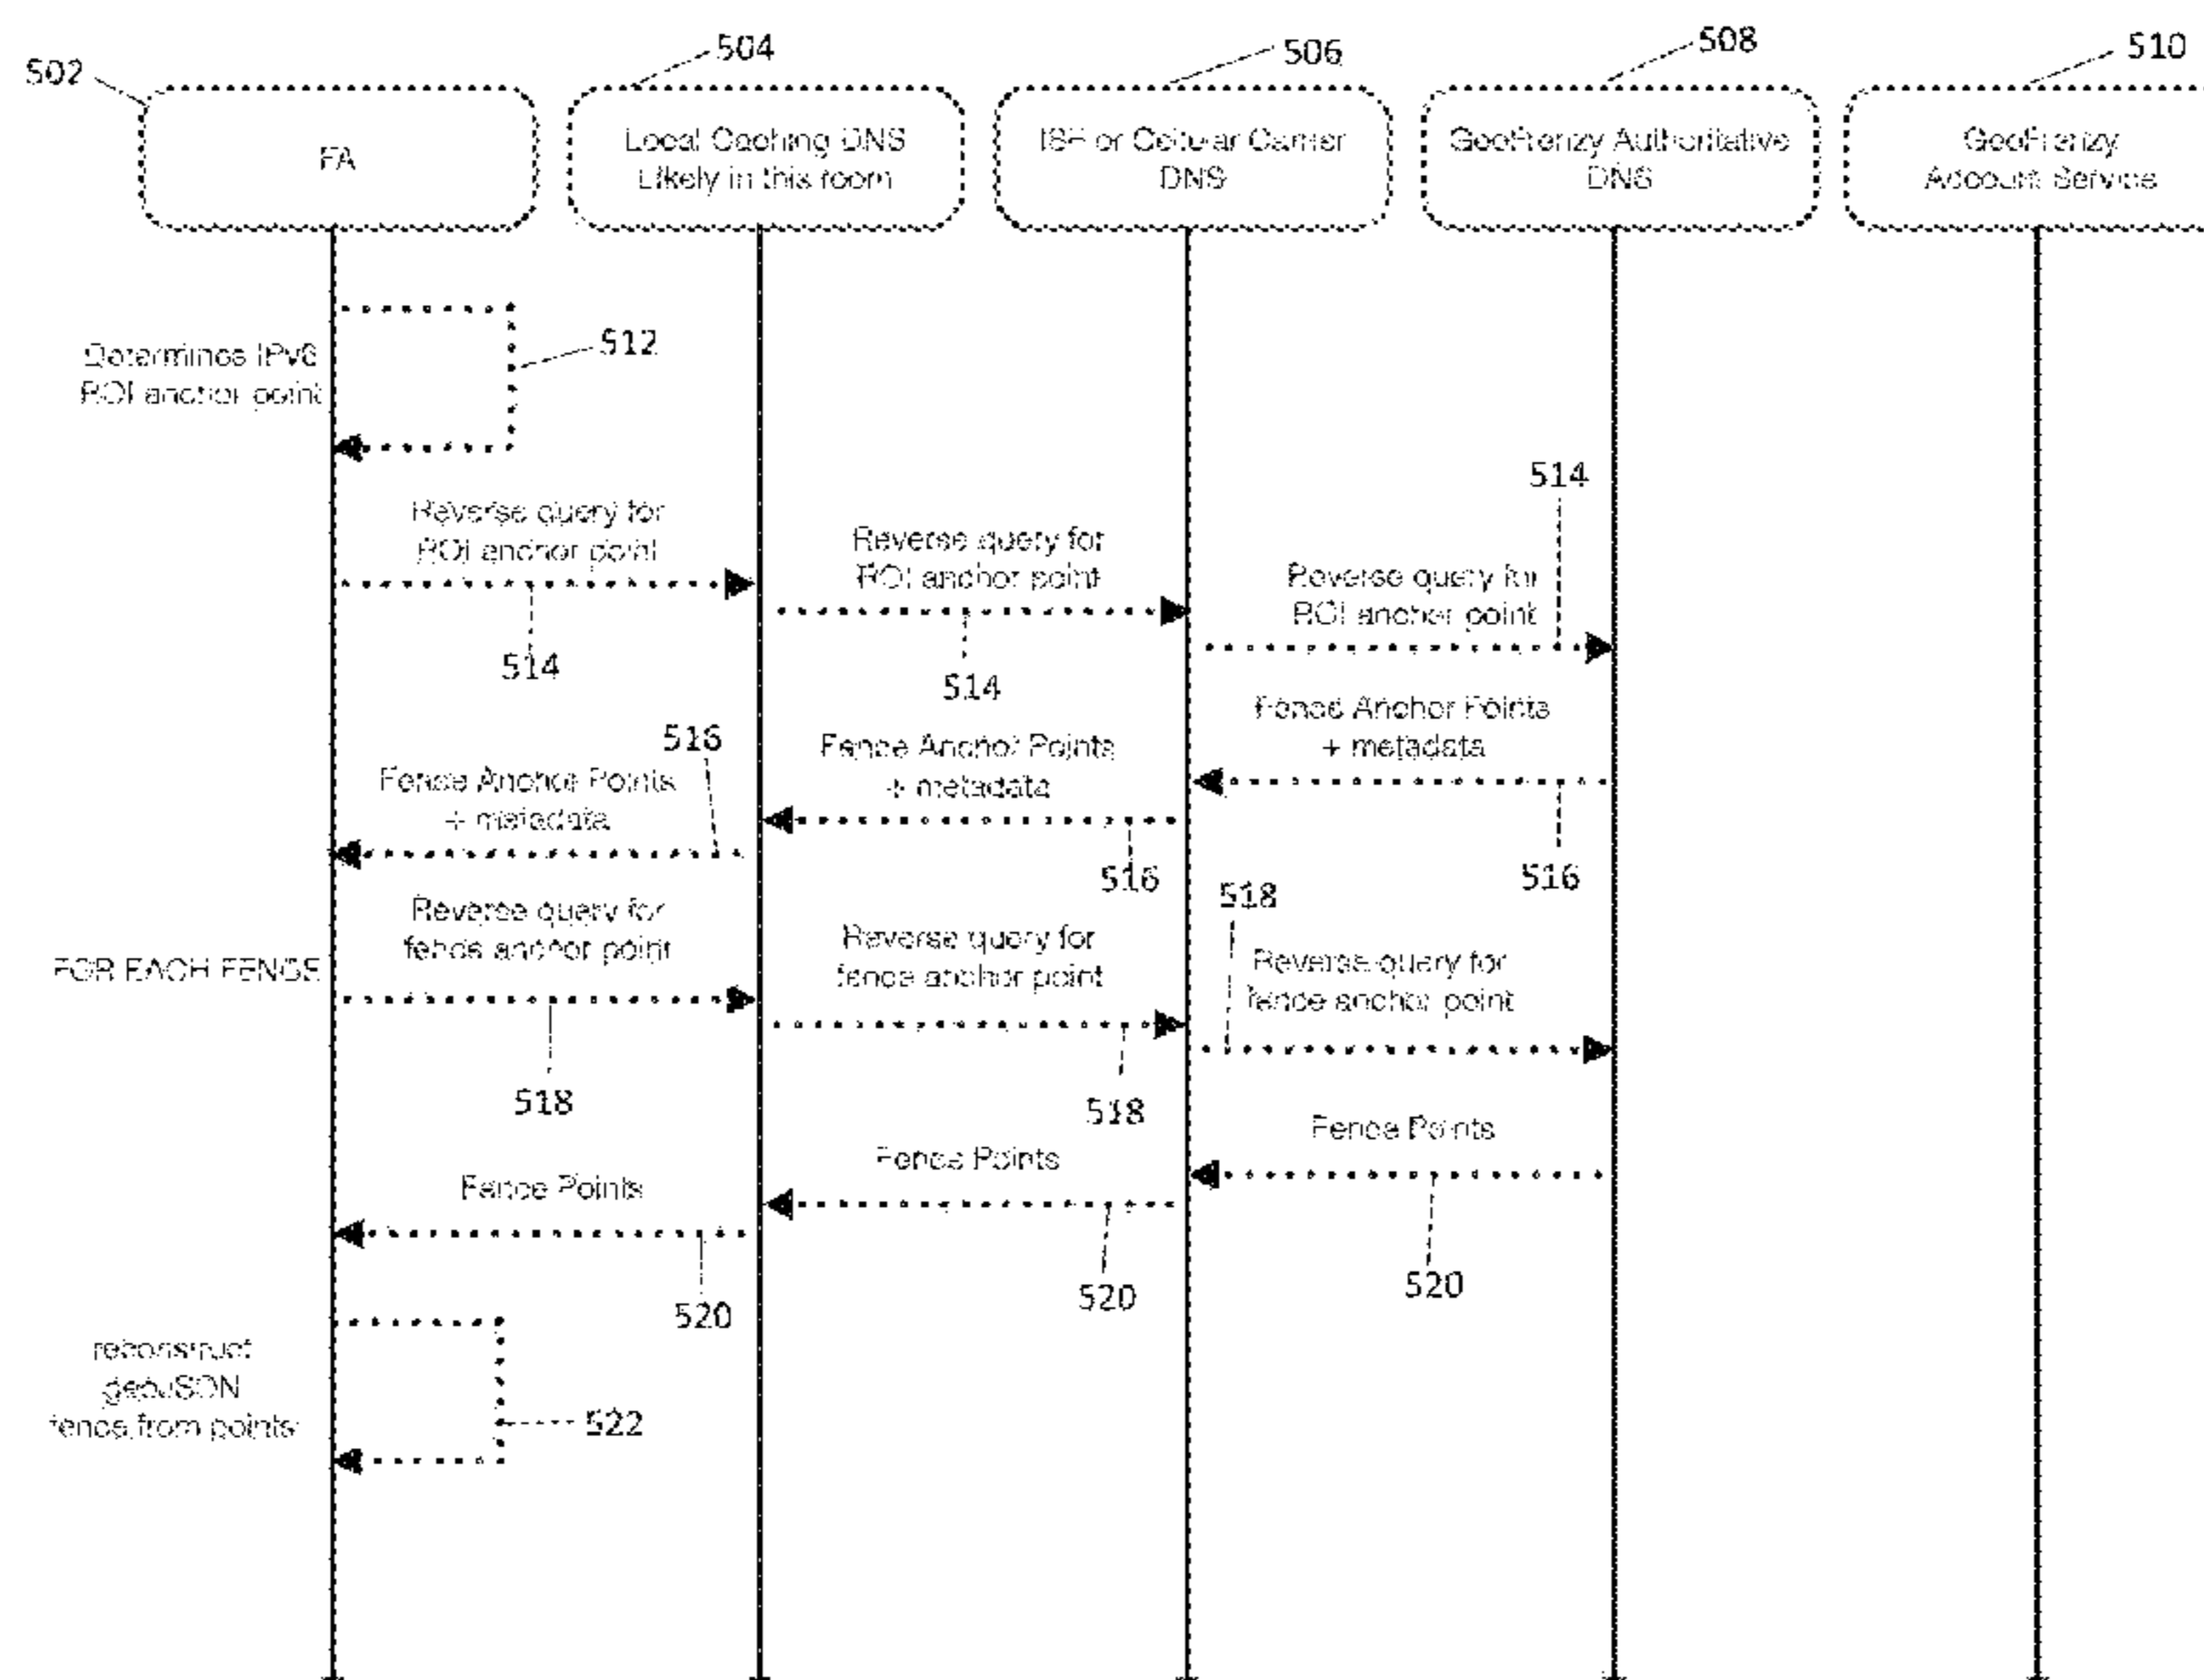 502
504
506
508
510
FA
Local Caching DNS
Likely in this room
ISP or Cellular Carrier
DNS
GeoFrenzy Authoritative
DNS
GeoFrenzy
Account Service
Determines IPv6
ROI anchor point
512
Reverse query for
ROI anchor point
514
Reverse query for
ROI anchor point
514
514
Reverse query for
ROI anchor point
Fence Anchor Points
+ metadata
516
Fence Anchor Points
+ metadata
516
516
Fence Anchor Points
+ metadata
FOR EACH FENCE
Reverse query for
fence anchor point
518
Reverse query for
fence anchor point
518
518
Reverse query for
fence anchor point
Fence Points
520
Fence Points
520
Fence Points
520
reconstruct
geoJSON
fence from points
522